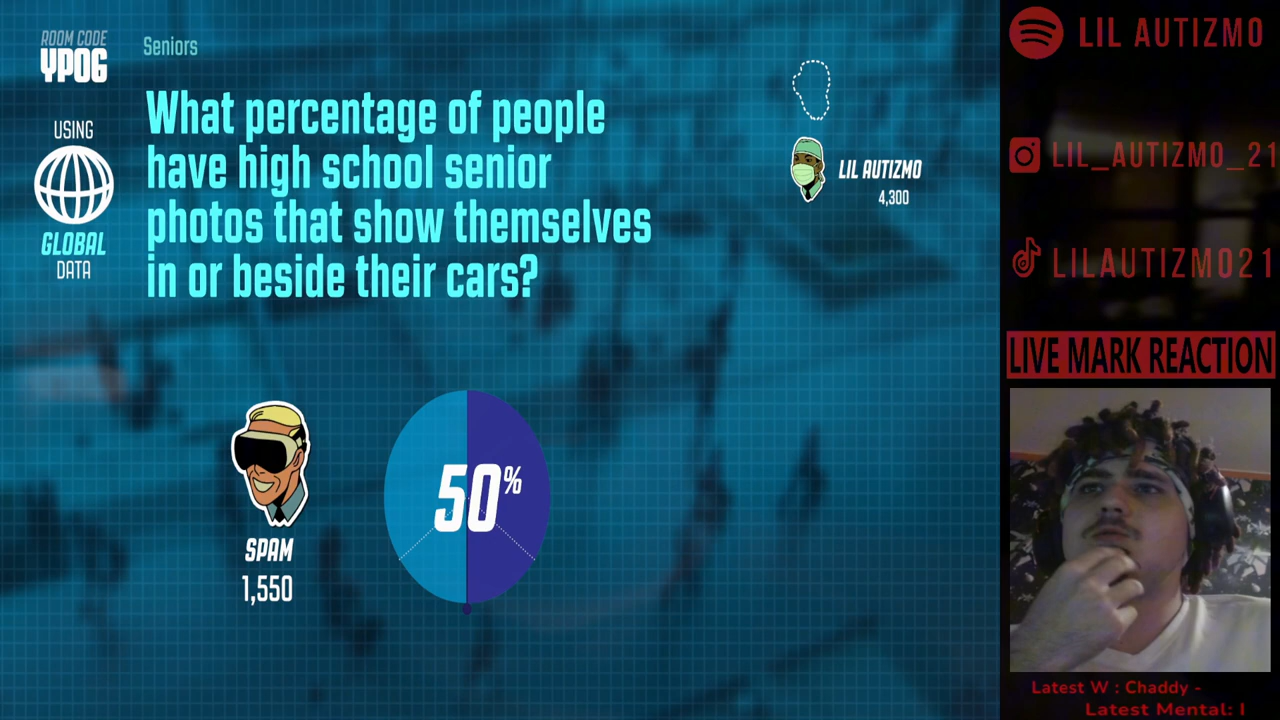 ROOM CODE
YPOG
Seniors
USING
GLOBAL
DATA
What percentage of people
have high school senior
photos that show themselves
in or beside their cars?
LIL AUTIZMO
4,300
50%
SPAM
1,550
LIL AUTIZMO
LIL_AUTIZMO_21
LILAUTIZMO21
LIVE MARK REACTION
Latest W : Chaddy -
Latest Mental: I